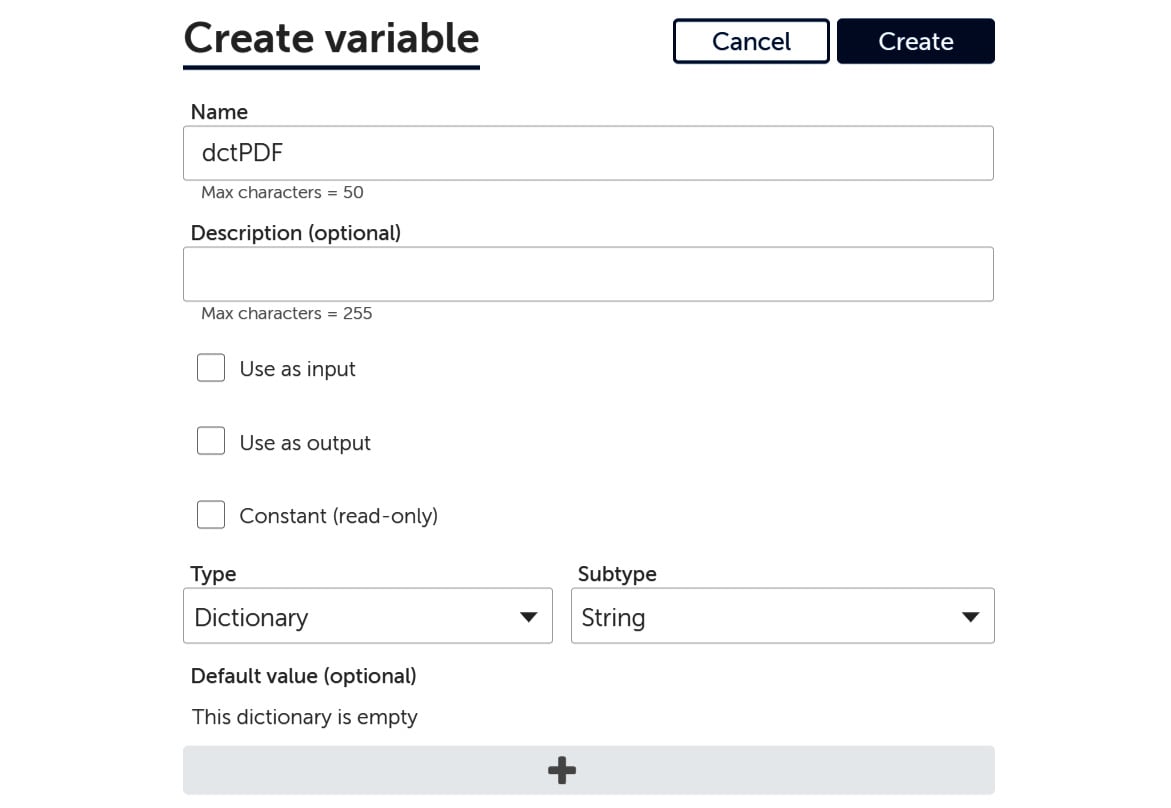 Create variable
Cancel
Create
Name
dctPDF
Max characters = 50
Description (optional)
Max characters = 255
Use as input
Use as output
Constant (read-only)
Type
Subtype
Dictionary
String
Default value (optional)
This dictionary is empty